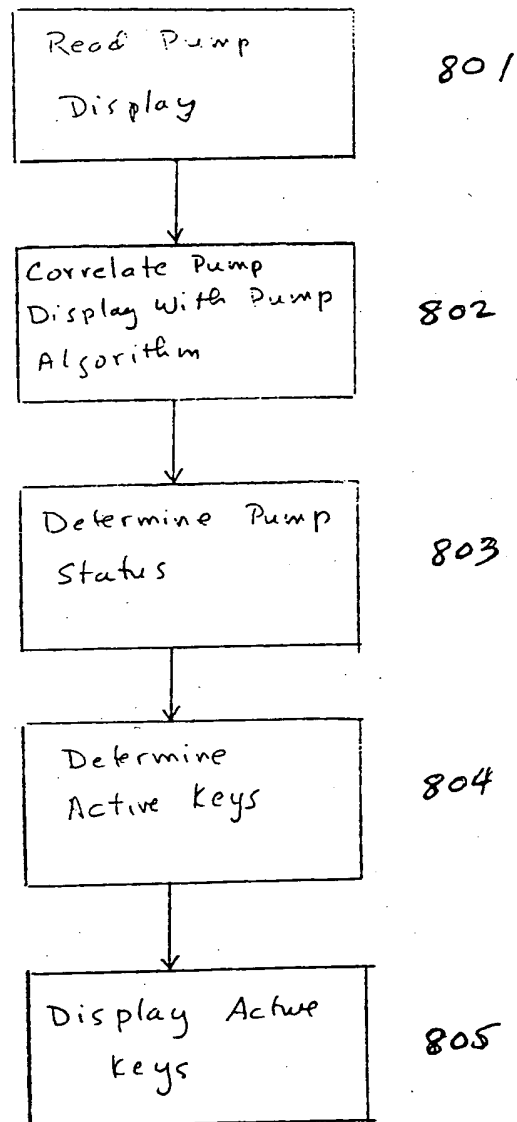 Read Pump
801
Display
Correlate Pump
Display With Pump
802
Algorithm
Determine Pump
Status
803
Determine
Active Keys
804
Display Active
805
Keys